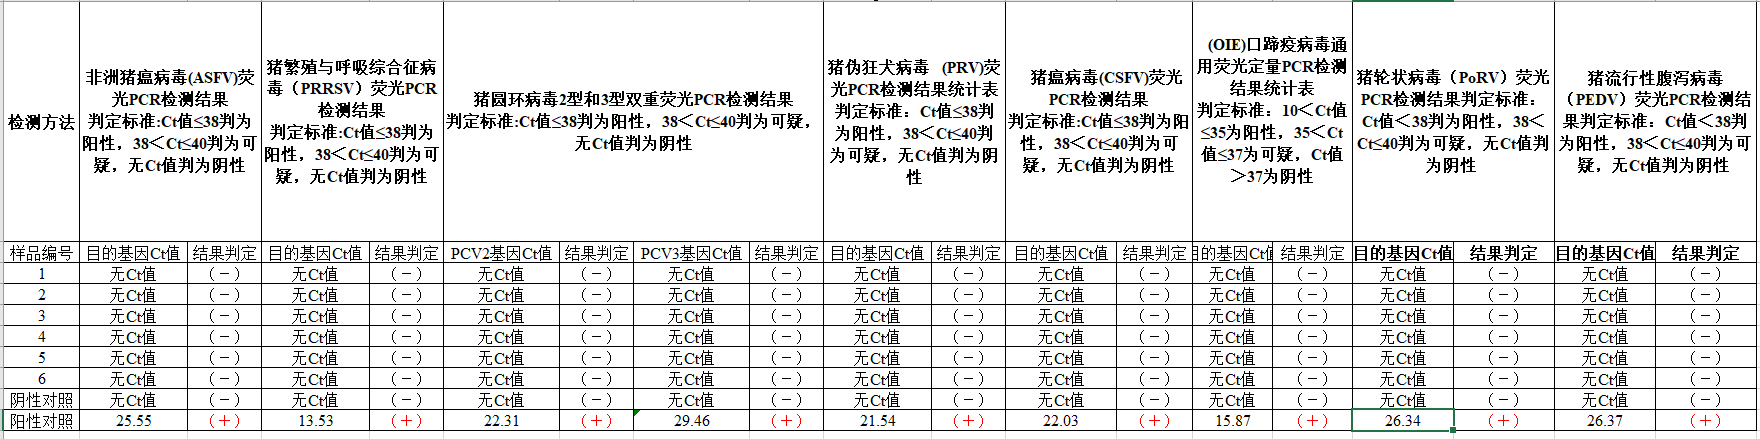 检测方法
非洲猪瘟病毒(ASFV)荧
光PCR检测结果
判定标准:Ct值≤38判为
阳性，38＜Ct≤40判为可
疑，无Ct值判为阴性
猪繁殖与呼吸综合征病
毒（PRRSV）荧光PCR
检测结果
判定标准:Ct值≤38判为
阳性，38＜Ct≤40判为可
疑，无Ct值判为阴性
猪圆环病毒2型和3型双重荧光PCR检测结果
判定标准:Ct值≤38判为阳性，38＜Ct≤40判为可疑，
无Ct值判为阴性
猪伪狂犬病毒 (PRV)荧
光PCR检测结果统计表
判定标准：Ct值≤38判
为阳性，38＜Ct≤40判
为可疑，无Ct值判为阴
性
猪瘟病毒(CSFV)荧光
PCR检测结果
判定标准:Ct值≤38判为阳
性，38＜Ct≤40判为可
疑，无Ct值判为阴性
(OIE)口蹄疫病毒通
用荧光定量PCR检测
结果统计表
判定标准：10＜Ct值
≤35为阳性，35＜Ct
值≤37为可疑，Ct值
＞37为阴性
猪轮状病毒（PoRV）荧光
PCR检测结果判定标准：
Ct值＜38判为阳性，38＜
Ct≤40判为可疑，无Ct值判
为阴性
猪流行性腹泻病毒
（PEDV）荧光PCR检测结
果判定标准：Ct值＜38判
为阳性，38＜Ct≤40判为可
疑，无Ct值判为阴性
样品编号 目的基因Ct值 结果判定 目的基因Ct值 结果判定 PCV2基因Ct值 结果判定 PCV3基因Ct值 结果判定 目的基因Ct值 结果判定 目的基因Ct值 结果判定 目的基因Ct值 结果判定 目的基因Ct值 结果判定 目的基因Ct值 结果判定
1 无Ct值 （－） 无Ct值 （－） 无Ct值 （－） 无Ct值 （－） 无Ct值 （－） 无Ct值 （－） 无Ct值 （－） 无Ct值 （－） 无Ct值 （－）
2 无Ct值 （－） 无Ct值 （－） 无Ct值 （－） 无Ct值 （－） 无Ct值 （－） 无Ct值 （－） 无Ct值 （－） 无Ct值 （－） 无Ct值 （－）
3 无Ct值 （－） 无Ct值 （－） 无Ct值 （－） 无Ct值 （－） 无Ct值 （－） 无Ct值 （－） 无Ct值 （－） 无Ct值 （－） 无Ct值 （－）
4 无Ct值 （－） 无Ct值 （－） 无Ct值 （－） 无Ct值 （－） 无Ct值 （－） 无Ct值 （－） 无Ct值 （－） 无Ct值 （－） 无Ct值 （－）
5 无Ct值 （－） 无Ct值 （－） 无Ct值 （－） 无Ct值 （－） 无Ct值 （－） 无Ct值 （－） 无Ct值 （－） 无Ct值 （－） 无Ct值 （－）
6 无Ct值 （－） 无Ct值 （－） 无Ct值 （－） 无Ct值 （－） 无Ct值 （－） 无Ct值 （－） 无Ct值 （－） 无Ct值 （－） 无Ct值 （－）
阴性对照 无Ct值 （－） 无Ct值 （－） 无Ct值 （－） 无Ct值 （－） 无Ct值 （－） 无Ct值 （－） 无Ct值 （－） 无Ct值 （－） 无Ct值 （－）
阳性对照 25.55 （＋） 13.53 （＋） 22.31 （＋） 29.46 （＋） 21.54 （＋） 22.03 （＋） 15.87 （＋） 26.34 （＋） 26.37 （＋）